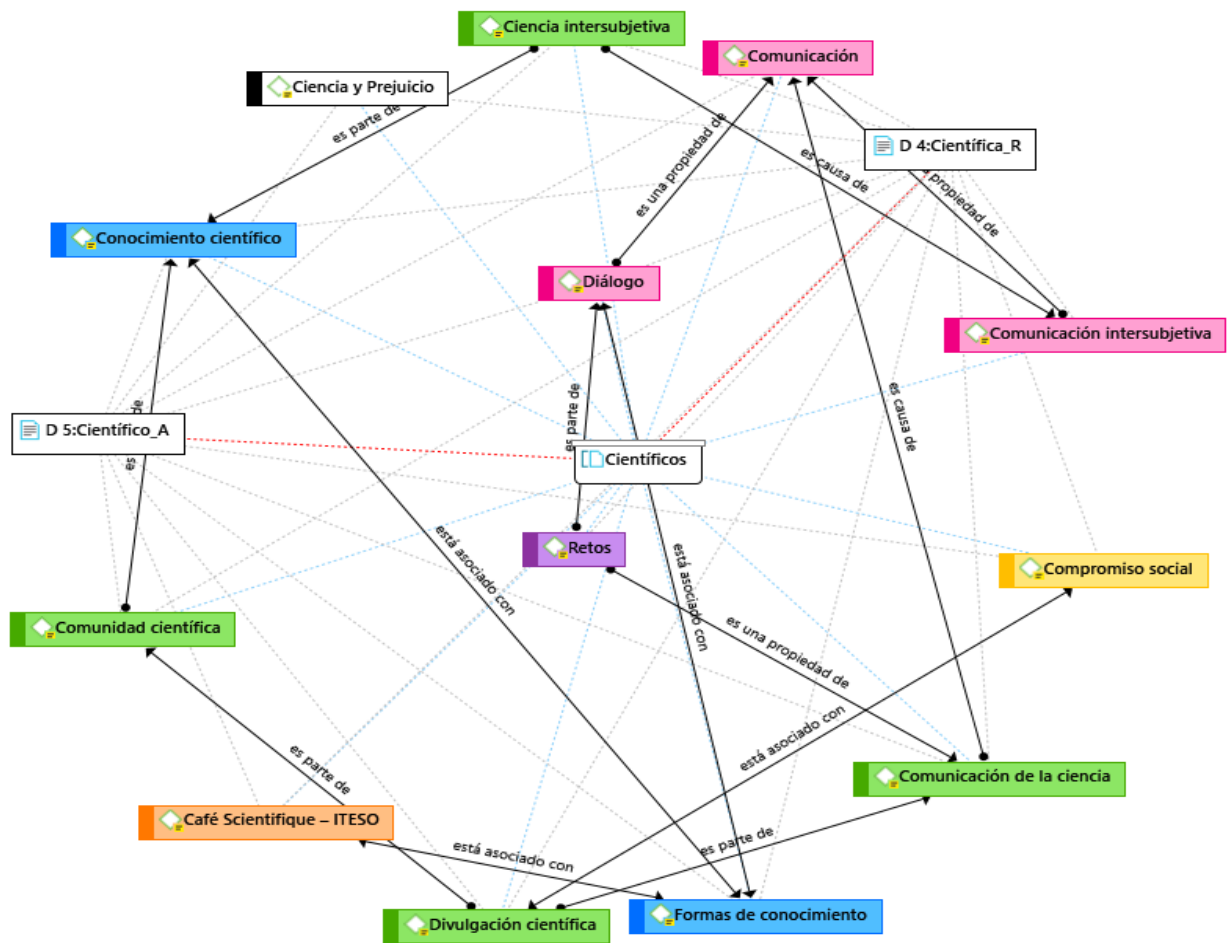 Ciencia intersubjetiva
Comunicación
Ciencia y Prejuicio
es parte de
es una propiedad de
D 4:Científica_R
es causa de
propiedad de
Conocimiento científico
Diálogo
Comunicación intersubjetiva
es parte de
es causa de
D 5:Científico_A
es
de
Científicos
está asociado con
está asociado con
Retos
Compromiso social
Comunidad científica
es una propiedad de
está asociado con
es parte de
Comunicación de la ciencia
Café Scientifique – ITESO
está asociado con
es parte de
Divulgación científica
Formas de conocimiento